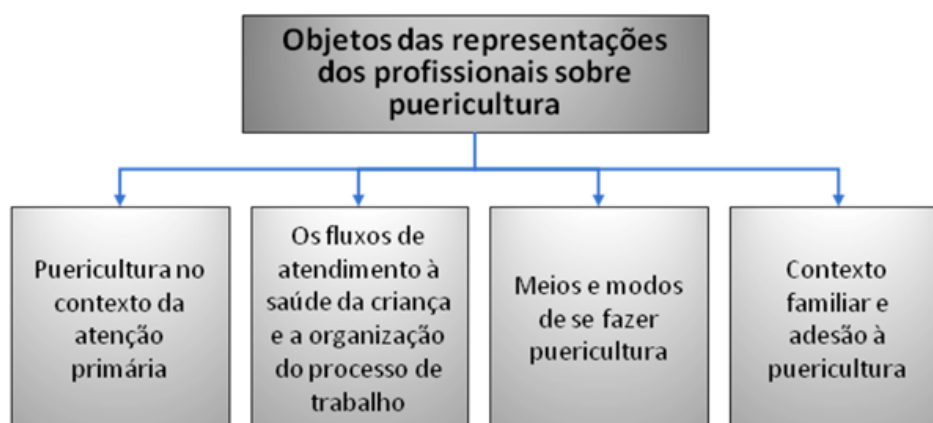 Objetos das representações
dos profissionais sobre
puericultura
Puericultura no
contexto da
atenção
primária
Os fluxos de
atendimento à
saúde da criança
e a organização
do processo de
trabalho
Meios e modos
de se fazer
puericultura
Contexto
familiar e
adesão à
puericultura